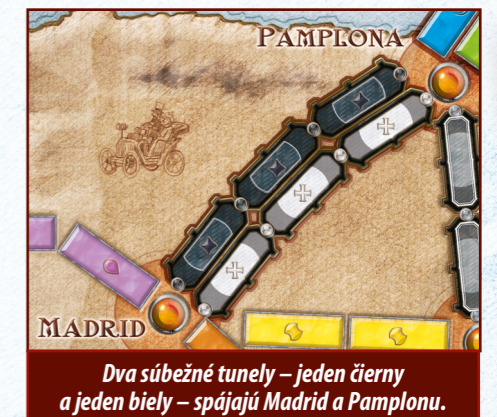 PAMPLONA
MADRID
Dva súbežné tunely – jeden čierny
a jeden biely – spájajú Madrid a Pamplonu.